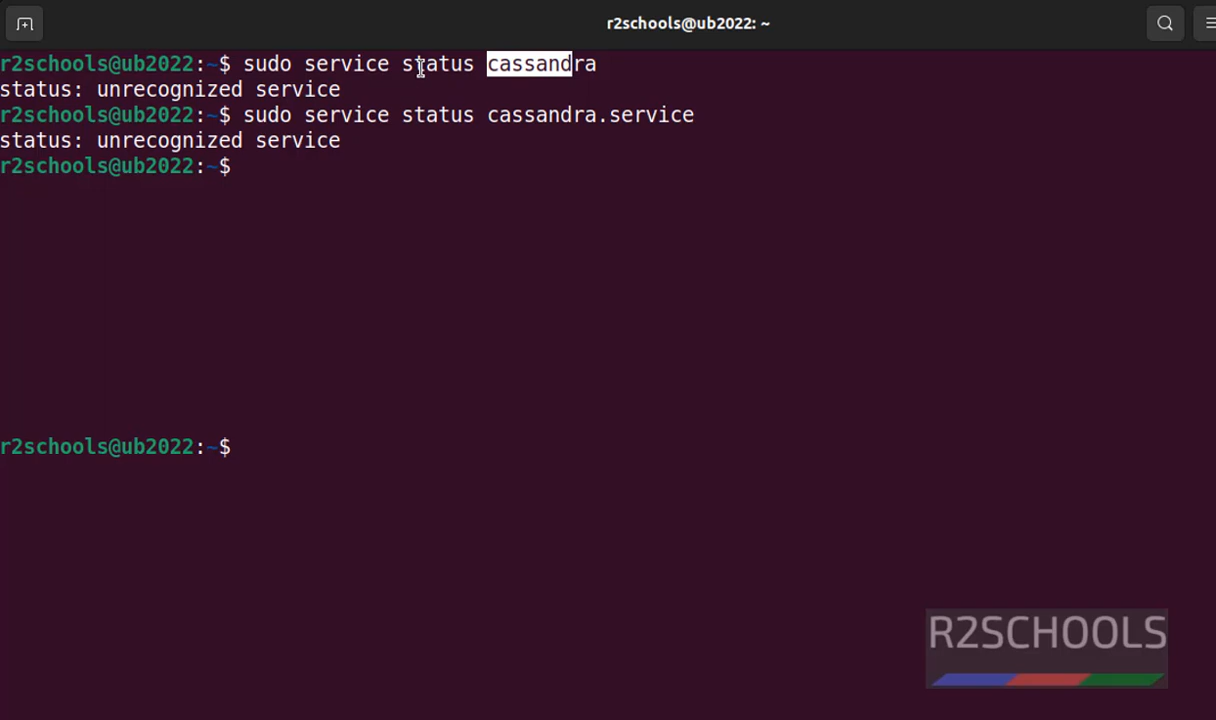 r2schools@ub2022: ~
r2schools@ub2022:~$ sudo service status cassandra
status: unrecognized service
r2schools@ub2022:~$ sudo service status cassandra.service
status: unrecognized service
r2schools@ub2022:~$
r2schools@ub2022:~$
R2SCHOOLS